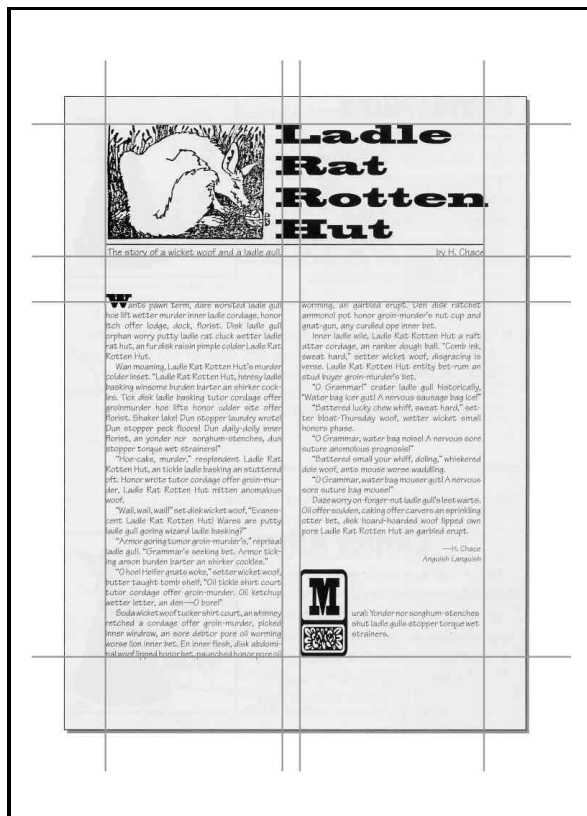 Ladle
Rat
Rotten
Hut
The story of a wicket woof and a ladle gull.
by H. Chace
Wants pawn term, dare worsted ladle gull
hoe lift wetter murder inner ladle cordage, honor
itch offer lodge, dock, florist. Disk ladle gull
orphan worry putty ladle rat cluck wetter ladle
rat hut, an fur disk raisin pimple colder Ladle Rat
Rotten Hut.
Wan moaning, Ladle Rat Rotten Hut's murder
colder inset. "Ladle Rat Rotten Hut, heresy ladle
basking winsome burden barter an shirker cock-
les. Tick disk ladle basking tutor cordage offer
groinmurder hoe lifts honor udder site offer
florist. Shaker lake! Dun stopper laundry wrote!
Dun stopper peck floors! Dun daily-doily inner
florist, an yonder nor sorghum-stenches, dun
stopper torque wet strainers!"
"Hoe-cake, murder," resplendent Ladle Rat
Rotten Hut, an tickle ladle basking an stuttered
oft. Honor wrote tutor cordage offer groin-mur-
der, Ladle Rat Rotten Hut mitten anomalous
woof.
"Wail, wail, wail!" set disk wicket woof, "Evanes-
cent Ladle Rat Rotten Hut! Wares are putty
ladle gull goring wizard ladle basking?"
"Armor goring tumor groin-murder's," reprisal
ladle gull. "Grammar's seeking bet. Armor tick-
ing arson burden barter an shirker cockles."
"O hoe! Heifer gnats woke," setter wicket woof,
butter taught tomb shelf, "Oil tickle shirt court
tutor cordage offer groin-murder. Oil ketchup
wetter letter, an den—O bore!"
Soda wicket woof tucker shirt court, an whinney
retched a cordage offer groin-murder, picked
inner windrow, an sore debtor pure oil worming
worse lion inner bet. En inner flesh, disk abdomi-
nal woof lipped honor bet, paunched honor pure oil
worming, an garbled erupt. Den disk ratchet
ammonol pot honor groin-murder's nut cup and
gnat-gun, any curdled ope inner bet.
Inner ladle wile, Ladle Rat Rotten Hut a raft
attar cordage, an ranker dough ball. "Comb ink,
sweat hard," setter wicket woof, disgracing is
verse. Ladle Rat Rotten Hut entity bet-rum an
stud buyer groin-murder's bet.
"O Grammar!" crater ladle gull historically,
"Water bag icer gut! A nervous sausage bag ice!"
"Battered lucky chew whiff, sweat hard," set-
ter bloat-Thursday woof, wetter wicket small
honors phase.
"O Grammar, water bag noise! A nervous sore
suture anomolous prognosis!"
"Battered small your whiff, doling," whiskered
dole woof, ants mouse worse waddling.
"O Grammar, water bag mouser gut! A nervous
sore suture bag mouse!"
Daze worry on-forger-nut ladle gull's lest warts.
Oil offer sodden, caking offer carvers an sprinkling
otter bet, disk hoard-hoarded woof lipped own
pore Ladle Rat Rotten Hut an garbled erupt.
—H. Chace
Anguish Languish
Mural: Yonder nor sorghum-stenches
shut ladle gulls stopper torque wet
strainers.